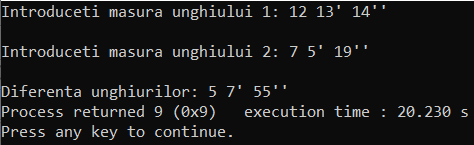 Introduceti masura unghiului 1: 12 13' 14''
Introduceti masura unghiului 2: 7 5' 19''
Diferenta unghiurilor: 5 7' 55''
Process returned 9 (0x9)   execution time : 20.230 s
Press any key to continue.